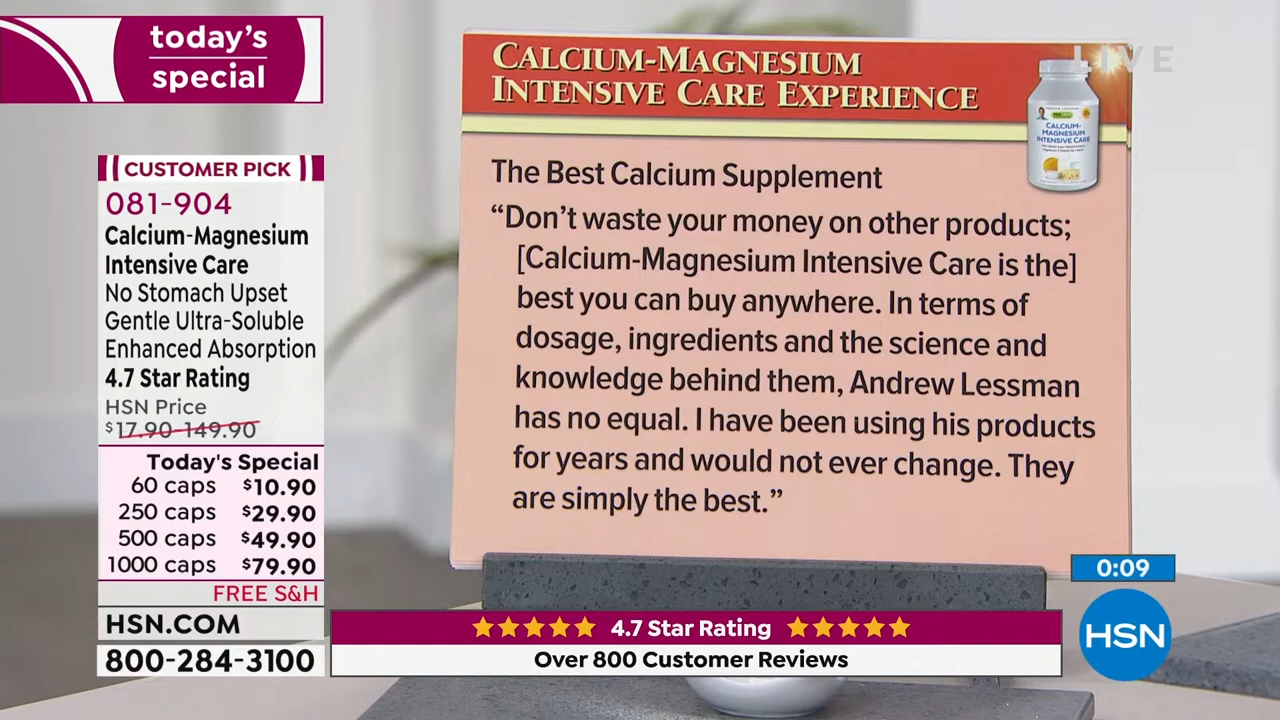 today's
special
LIVE
CUSTOMER PICK
081-904
Calcium-Magnesium
Intensive Care
No Stomach Upset
Gentle Ultra-Soluble
Enhanced Absorption
4.7 Star Rating
HSN Price
$17.90-149.90
Today's Special
60 caps $10.90
250 caps $29.90
500 caps $49.90
1000 caps $79.90
FREE S&H
HSN.COM
800-284-3100
CALCIUM-MAGNESIUM
INTENSIVE CARE EXPERIENCE
CALCIUM-
MAGNESIUM
INTENSIVE CARE
The Best Calcium Supplement
“Don’t waste your money on other products;
[Calcium-Magnesium Intensive Care is the]
best you can buy anywhere. In terms of
dosage, ingredients and the science and
knowledge behind them, Andrew Lessman
has no equal. I have been using his products
for years and would not ever change. They
are simply the best.”
0:09
HSN
4.7 Star Rating
Over 800 Customer Reviews